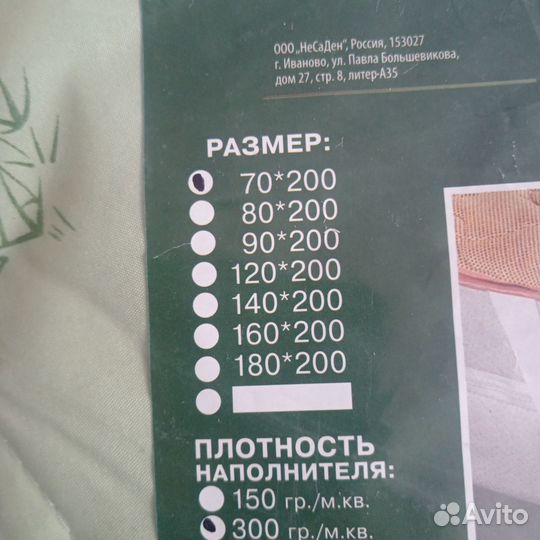 ООО „НеСаДен", Россия, 153027
г. Иваново, ул. Павла Большевикова,
дом 27, стр. 8, литер-А35
РАЗМЕР:
70*200
80*200
90*200
120*200
140*200
160*200
180*200
ПЛОТНОСТЬ
НАПОЛНИТЕЛЯ:
150 гр./м.кв.
300 гр./м.кв.
Avito